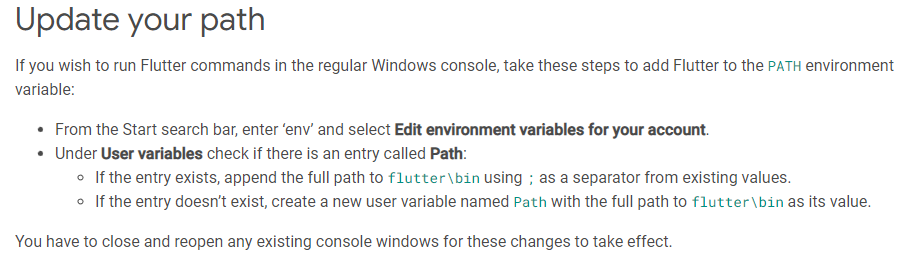 Update your path
If you wish to run Flutter commands in the regular Windows console, take these steps to add Flutter to the PATH environment
variable:
• From the Start search bar, enter ‘env’ and select Edit environment variables for your account.
• Under User variables check if there is an entry called Path:
◦ If the entry exists, append the full path to flutter\bin using ; as a separator from existing values.
◦ If the entry doesn’t exist, create a new user variable named Path with the full path to flutter\bin as its value.
You have to close and reopen any existing console windows for these changes to take effect.